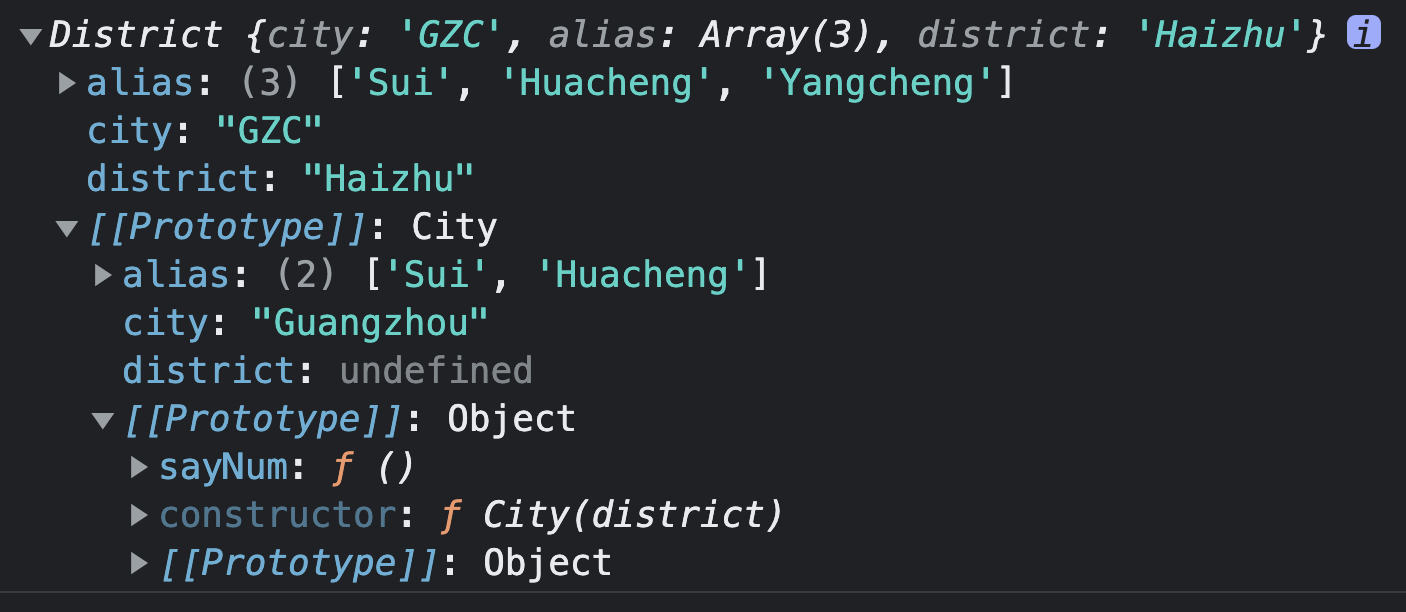 ▼District {city: 'GZC', alias: Array(3), district: 'Haizhu'} i
▶alias: (3) ['Sui', 'Huacheng', 'Yangcheng']
city: "GZC"
district: "Haizhu"
▼[[Prototype]]: City
▶alias: (2) ['Sui', 'Huacheng']
city: "Guangzhou"
district: undefined
▼[[Prototype]]: Object
▶sayNum: ƒ ()
▶constructor: ƒ City(district)
▶[[Prototype]]: Object